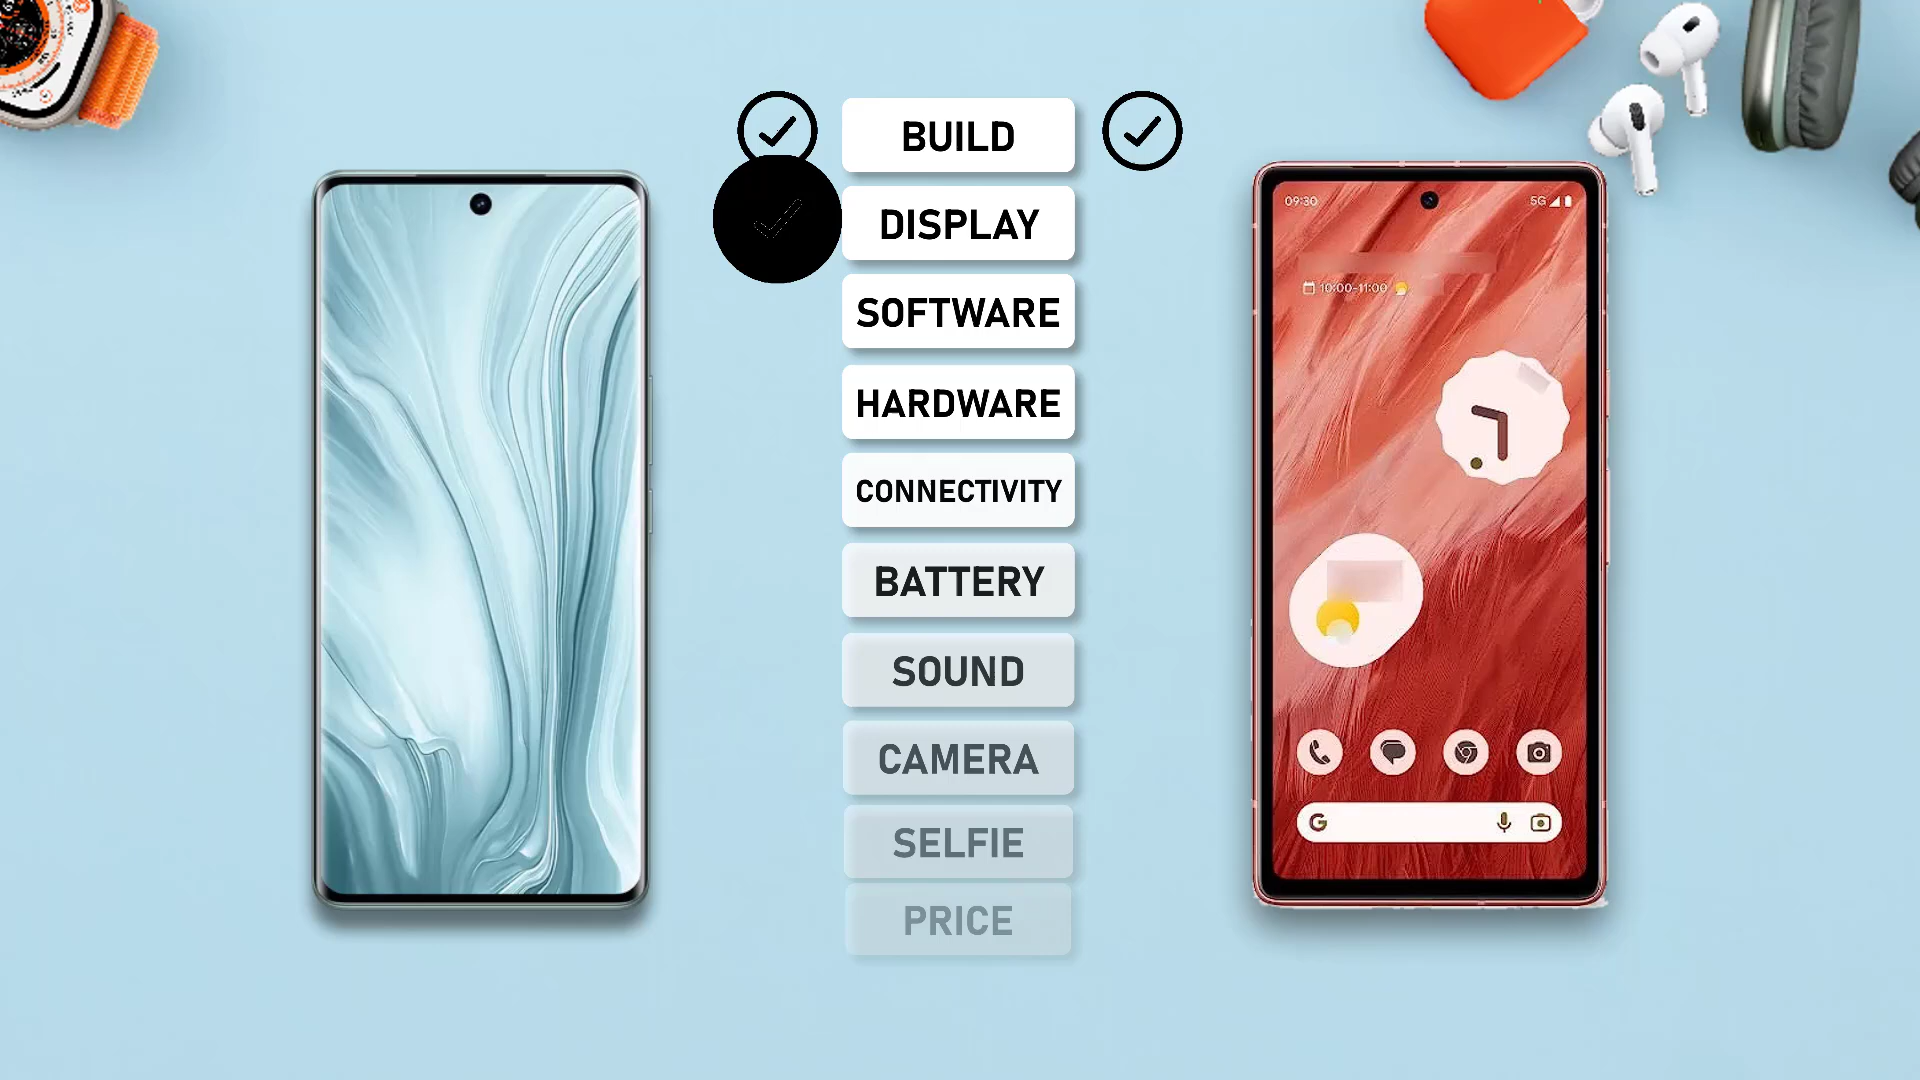 BUILD
DISPLAY
SOFTWARE
HARDWARE
CONNECTIVITY
BATTERY
SOUND
CAMERA
SELFIE
PRICE
09:30
5G
10:00-11:00
G